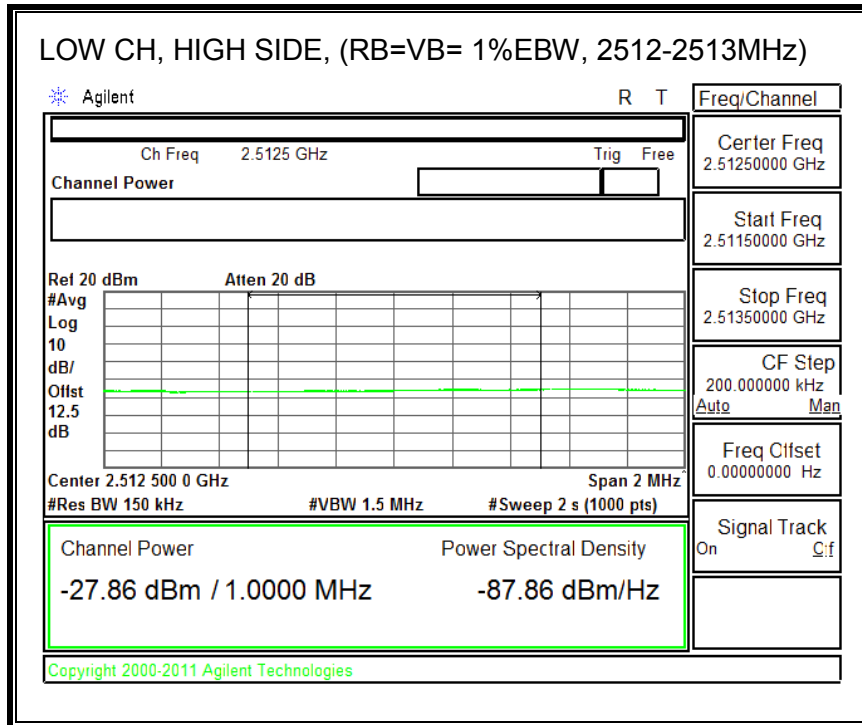 LOW CH, HIGH SIDE, (RB=VB= 1%EBW, 2512-2513MHz)
Agilent R T
Ch Freq 2.5125 GHz Trig Free
Channel Power
Ref 20 dBm Atten 20 dB
#Avg
Log
10
dB/
Offst
12.5
dB
Center 2.512 500 0 GHz Span 2 MHz
#Res BW 150 kHz #VBW 1.5 MHz #Sweep 2 s (1000 pts)
Channel Power Power Spectral Density
-27.86 dBm / 1.0000 MHz -87.86 dBm/Hz
Copyright 2000-2011 Agilent Technologies
Freq/Channel
Center Freq
2.51250000 GHz
Start Freq
2.51150000 GHz
Stop Freq
2.51350000 GHz
CF Step
200.000000 kHz
Auto Man
Freq Offset
0.00000000 Hz
Signal Track
On Off